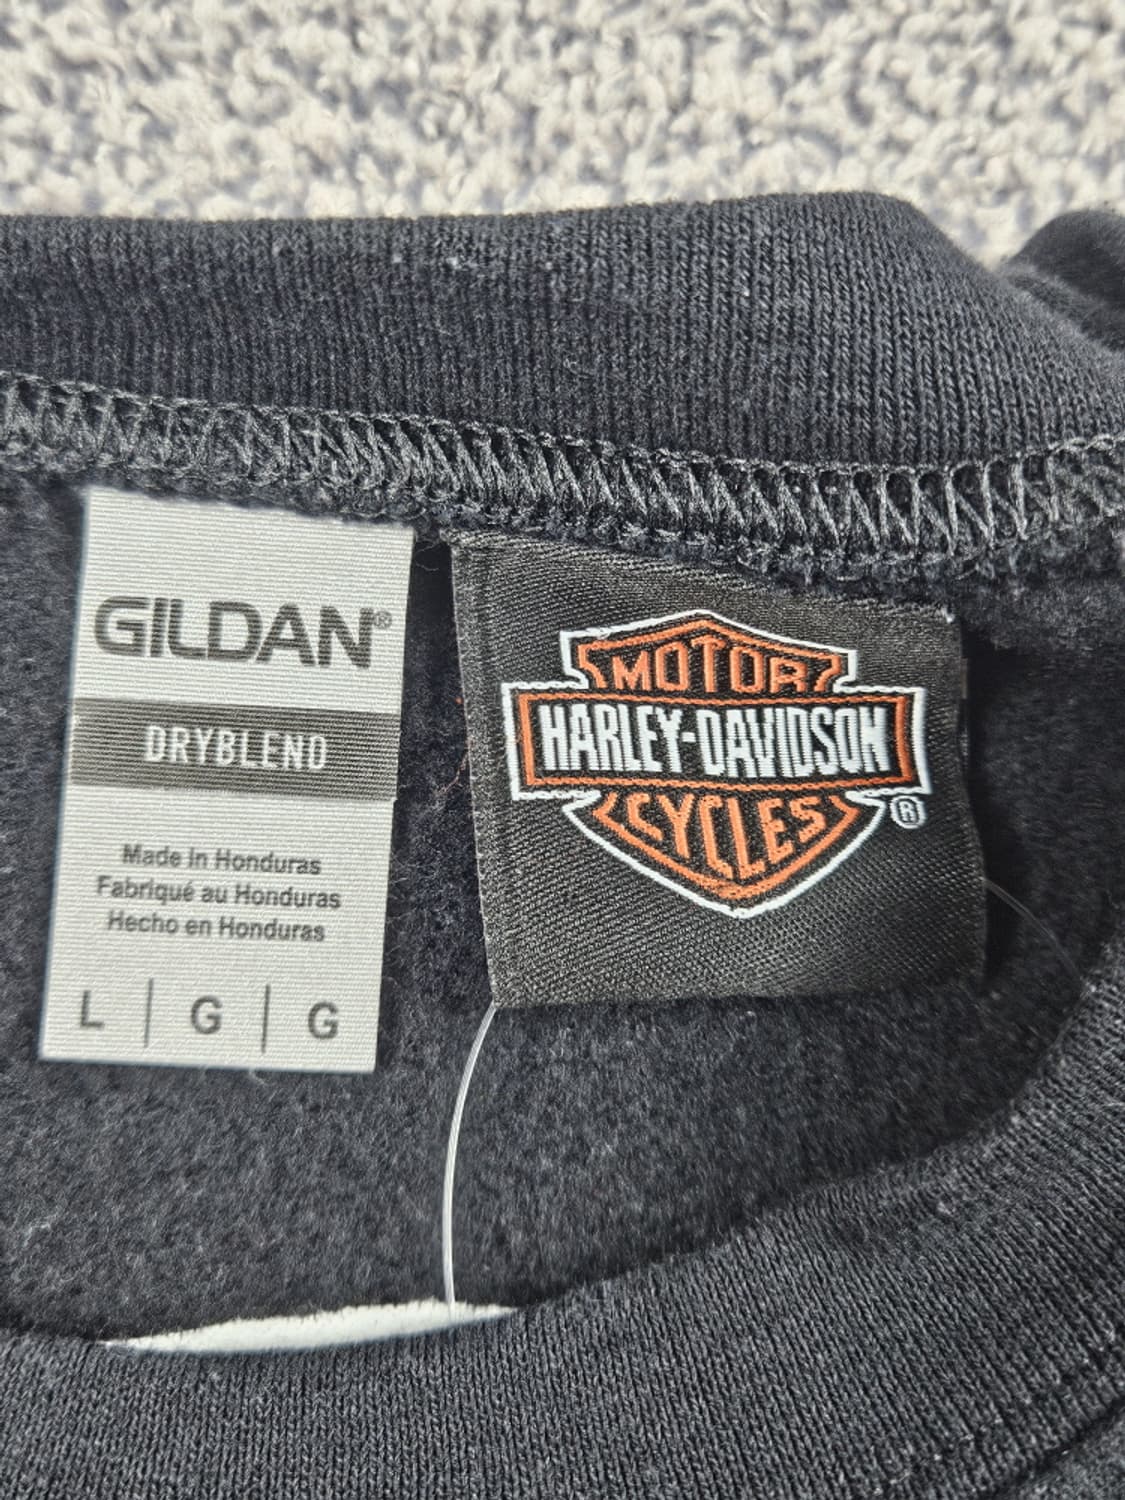 GILDAN®
DRYBLEND
Made in Honduras
Fabriqué au Honduras
Hecho en Honduras
L | G | G
MOTOR
HARLEY-DAVIDSON
CYCLES
®